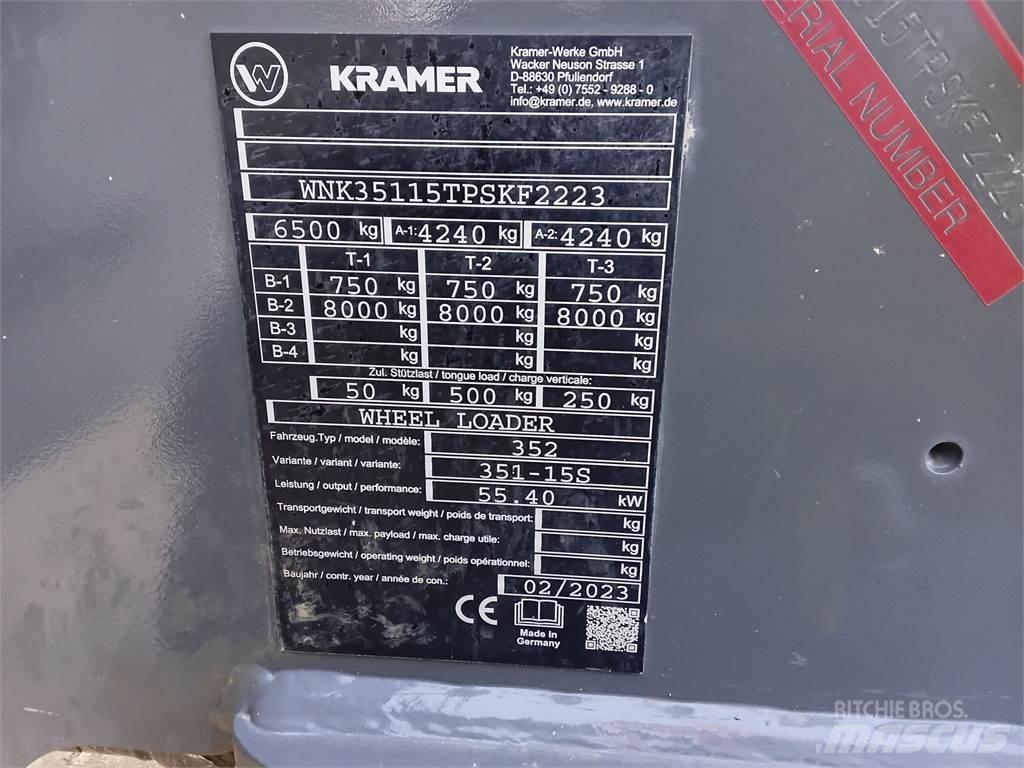 W KRAMER
Kramer-Werke GmbH
Wacker Neuson Strasse 1
D-88630 Pfullendorf
Tel.: +49 (0) 7552 - 9288 - 0
info@kramer.de, www.kramer.de
WNK35115TPSKF2223
6500 kg A-1: 4240 kg A-2: 4240 kg
T-1 T-2 T-3
B-1 750 kg 750 kg 750 kg
B-2 8000 kg 8000 kg 8000 kg
B-3 kg kg kg
B-4 kg kg kg
Zul. Stützlast / tongue load / charge verticale:
50 kg 500 kg 250 kg
WHEEL LOADER
Fahrzeug.Typ / model / modèle: 352
Variante / variant / variante: 351-15S
Leistung / output / performance: 55.40 kW
Transportgewicht / transport weight / poids de transport: kg
Max. Nutzlast / max. payload / max. charge utile: kg
Betriebsgewicht / operating weight / poids opérationnel: kg
Baujahr / contr. year / année de con.: 02/2023
CE
Made in
Germany
SERIAL NUMBER
115TPSKF2223
RITCHIE BROS.
MASCUS